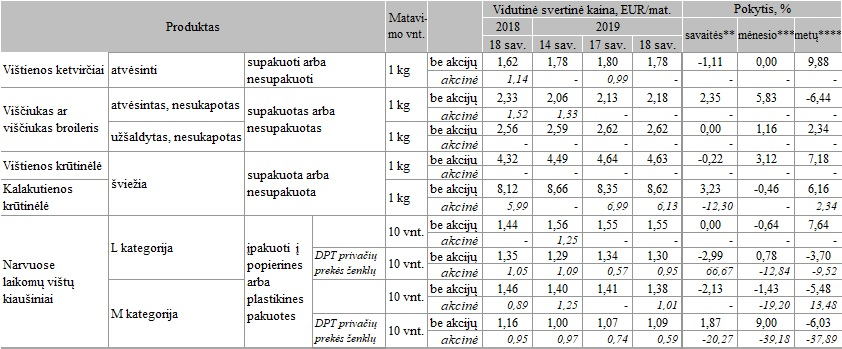 Produktas Matavi- Vidutinė svertinė kaina, EUR/mat. Pokytis, %
mo vnt. 2018 2019 savaitės** mėnesio*** metų****
18 sav. 14 sav. 17 sav. 18 sav.
Vištienos ketvirčiai atvėsinti supakuoti arba nesupakuoti 1 kg be akcijų 1,62 1,78 1,80 1,78 -1,11 0,00 9,88
akcinė 1,14 - 0,99 - - - -
Viščiukas ar viščiukas broileris atvėsintas, nesukapotas supakuotas arba nesupakuotas 1 kg be akcijų 2,33 2,06 2,13 2,18 2,35 5,83 -6,44
akcinė 1,52 1,33 - - - - -
užšaldytas, nesukapotas 1 kg be akcijų 2,56 2,59 2,62 2,62 0,00 1,16 2,34
akcinė - - - - - - -
Vištienos krūtinėlė šviežia supakuota arba nesupakuota 1 kg be akcijų 4,32 4,49 4,64 4,63 -0,22 3,12 7,18
akcinė - - - - - - -
Kalakutienos krūtinėlė 1 kg be akcijų 8,12 8,66 8,35 8,62 3,23 -0,46 6,16
akcinė 5,99 - 6,99 6,13 -12,30 - 2,34
Narvuose laikomų vištų kiaušiniai L kategorija įpakuoti į popierines arba plastikines pakuotes 10 vnt. be akcijų 1,44 1,56 1,55 1,55 0,00 -0,64 7,64
akcinė - 1,25 - - - - -
DPT privačių prekės ženklų 10 vnt. be akcijų 1,35 1,29 1,34 1,30 -2,99 0,78 -3,70
akcinė 1,05 1,09 0,57 0,95 66,67 -12,84 -9,52
M kategorija 10 vnt. be akcijų 1,46 1,40 1,41 1,38 -2,13 -1,43 -5,48
akcinė 0,89 1,25 - 1,01 - -19,20 13,48
DPT privačių prekės ženklų 10 vnt. be akcijų 1,16 1,00 1,07 1,09 1,87 9,00 -6,03
akcinė 0,95 0,97 0,74 0,59 -20,27 -39,18 -37,89